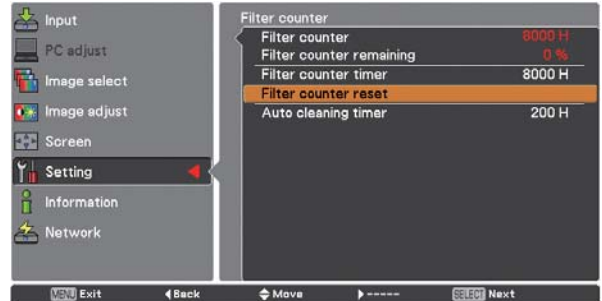 Input
PC adjust
Image select
Image adjust
Screen
Setting
Information
Network
Filter counter
Filter counter 8000 H
Filter counter remaining 0 %
Filter counter timer 8000 H
Filter counter reset
Auto cleaning timer 200 H
MENU Exit Back Move ----- SELECT Next